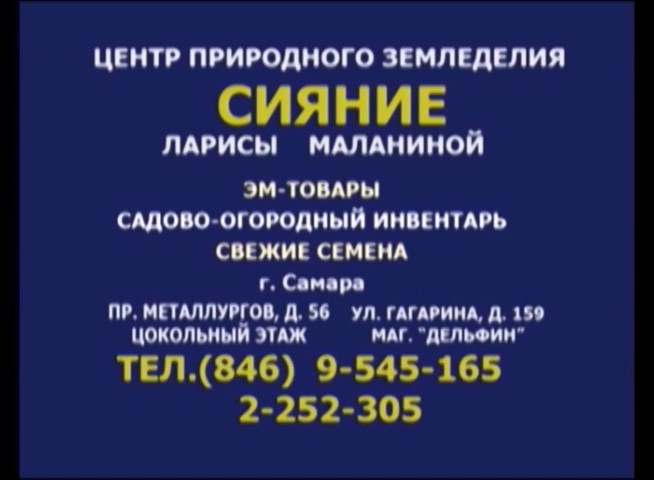 ЦЕНТР ПРИРОДНОГО ЗЕМЛЕДЕЛИЯ
СИЯНИЕ
ЛАРИСЫ МАЛАНИНОЙ
ЭМ-ТОВАРЫ
САДОВО-ОГОРОДНЫЙ ИНВЕНТАРЬ
СВЕЖИЕ СЕМЕНА
г. Самара
ПР. МЕТАЛЛУРГОВ, Д. 56 УЛ. ГАГАРИНА, Д. 159
ЦОКОЛЬНЫЙ ЭТАЖ МАГ. "ДЕЛЬФИН"
ТЕЛ.(846) 9-545-165
2-252-305